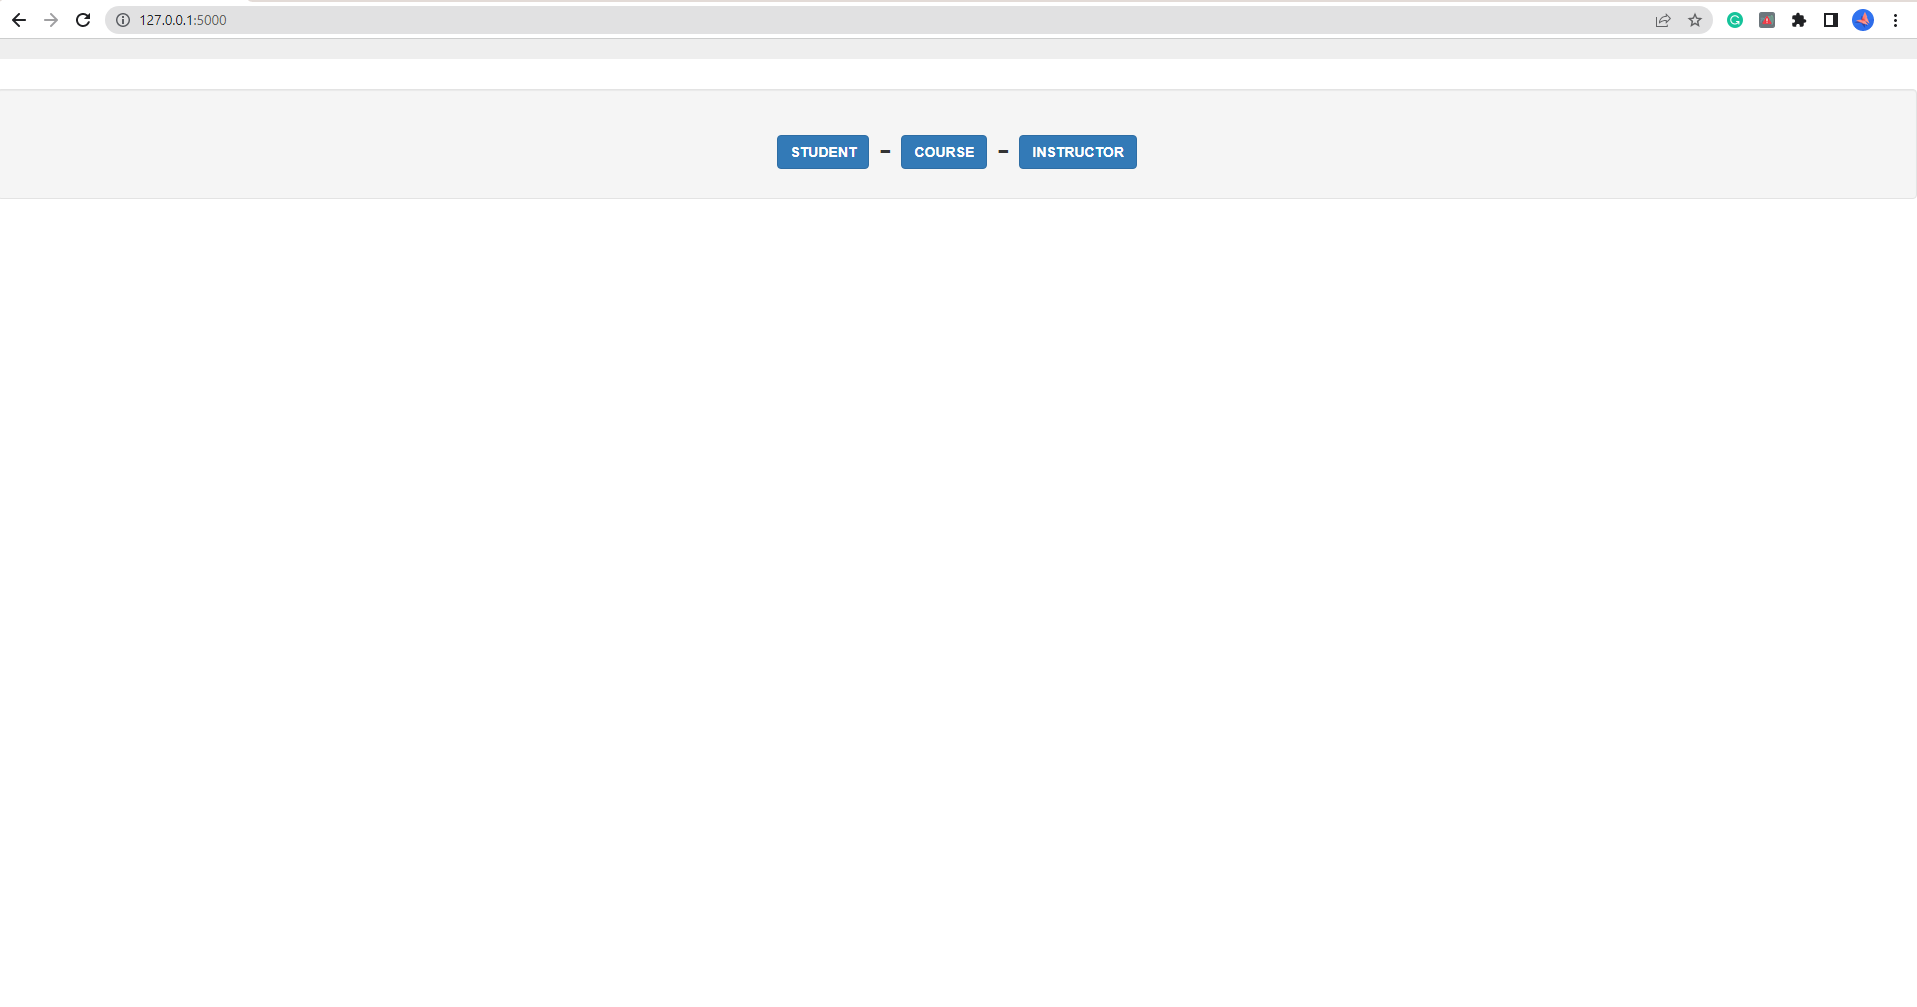 127.0.0.1:5000
STUDENT - COURSE - INSTRUCTOR